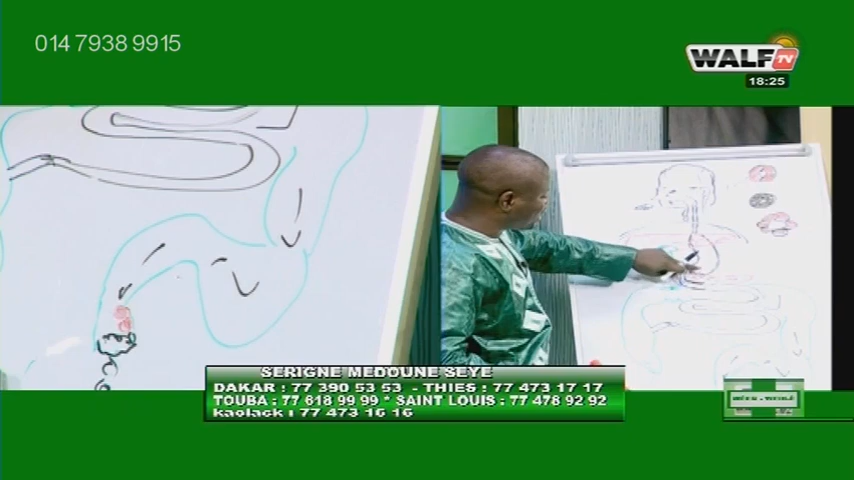 014 7938 9915
WALF TV
18:25
SERIGNE MEDOUNE SEYE
DAKAR : 77 390 53 53 - THIES : 77 473 17 17
TOUBA : 77 618 99 99 * SAINT LOUIS : 77 478 92 92
kaolack : 77 473 16 16